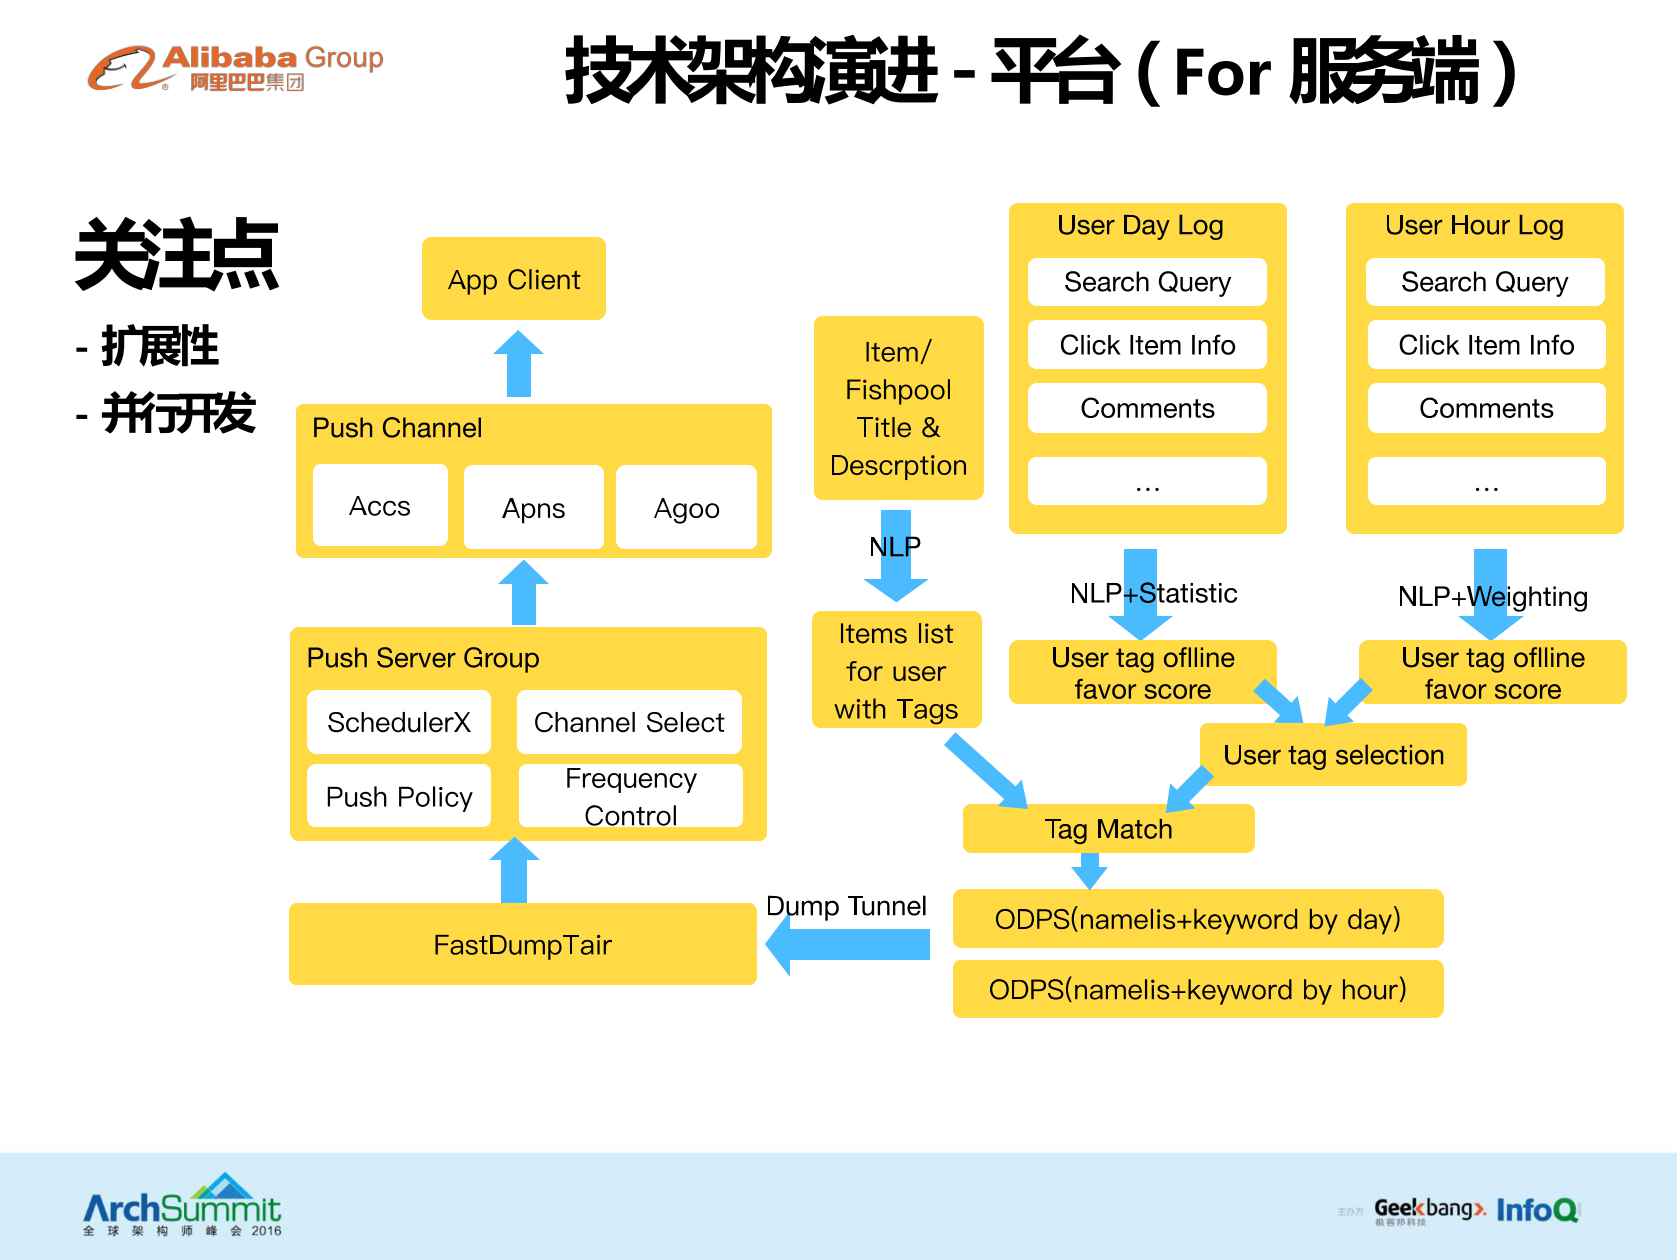 Alibaba Group
阿里巴巴集团
技术架构演进 - 平台（For 服务端）
关注点
- 扩展性
- 并行开发
App Client
Push Channel
Accs
Apns
Agoo
Push Server Group
SchedulerX
Channel Select
Push Policy
Frequency
Control
FastDumpTair
Item/
Fishpool
Title &
Descrption
NLP
Items list
for user
with Tags
User Day Log
Search Query
Click Item Info
Comments
...
NLP+Statistic
User tag oflline
favor score
User Hour Log
Search Query
Click Item Info
Comments
...
NLP+Weighting
User tag oflline
favor score
User tag selection
Tag Match
Dump Tunnel
ODPS(namelis+keyword by day)
ODPS(namelis+keyword by hour)
ArchSummit
全球架构师峰会 2016
主办方
Geekbang>.
极客邦科技
InfoQ